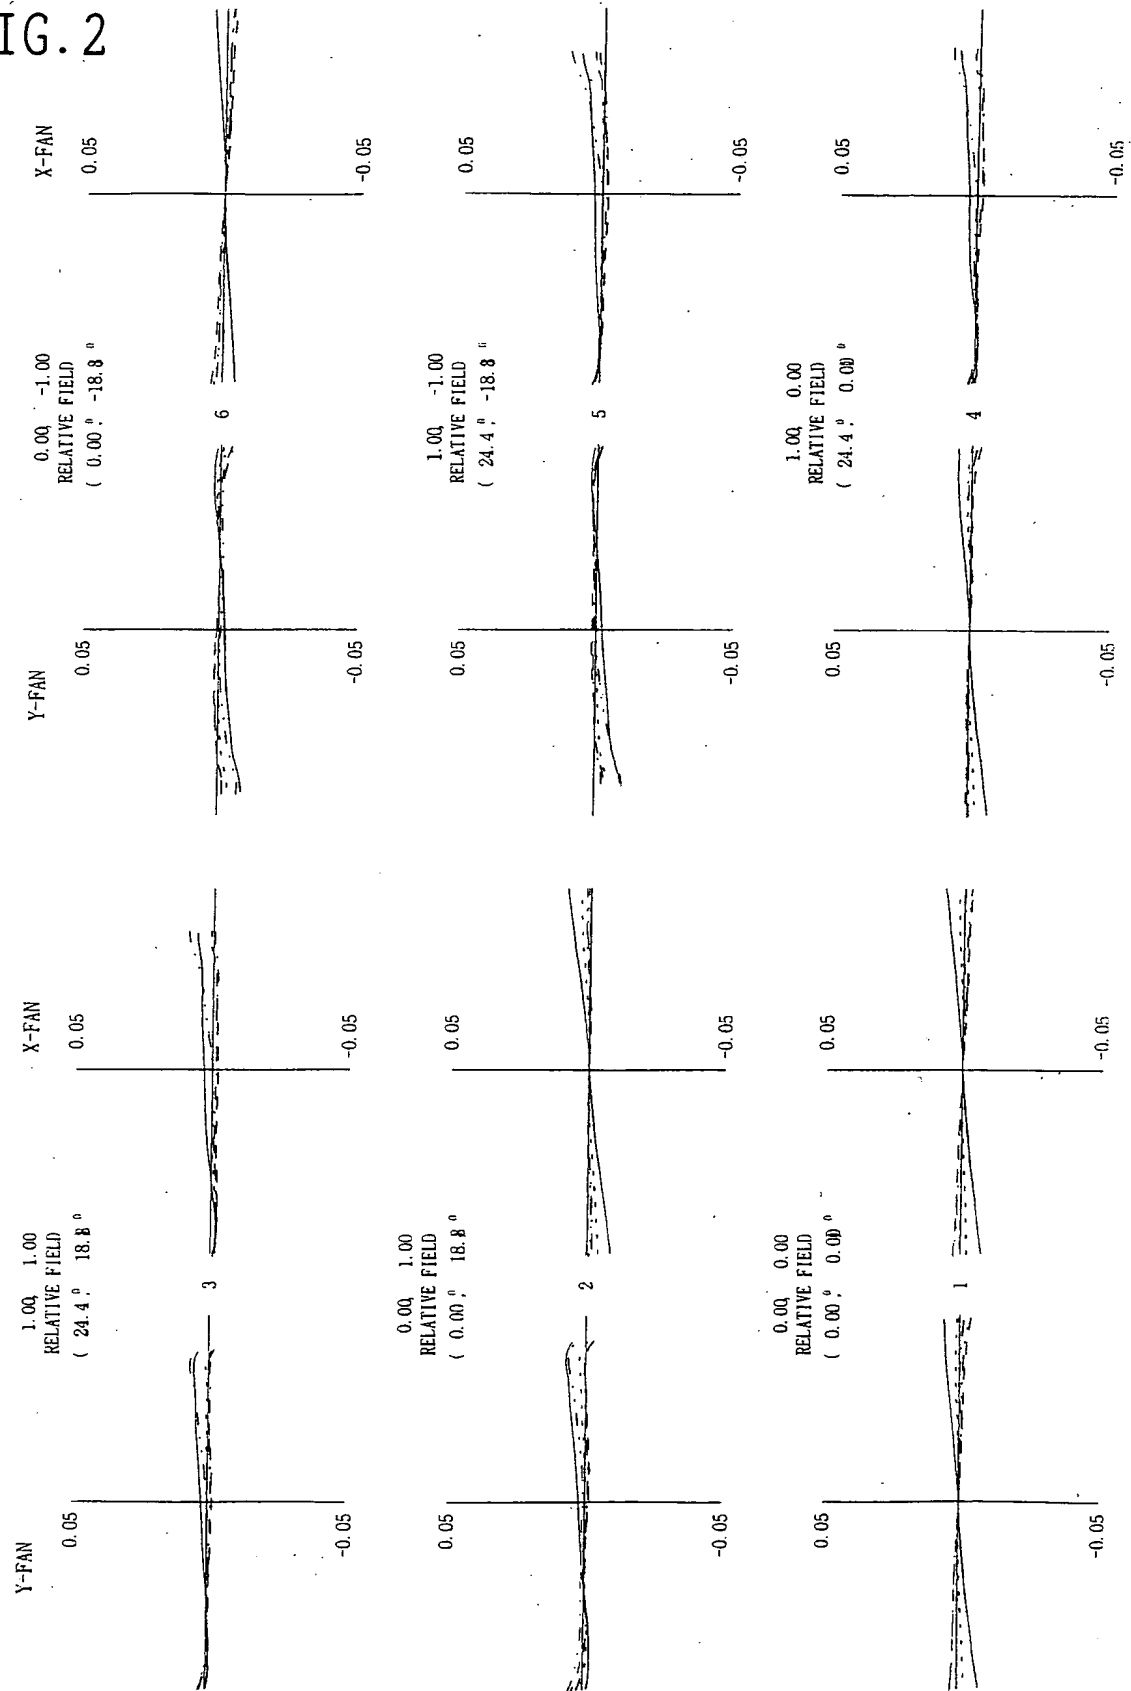 IG. 2
Y-FAN
X-FAN
1.00, 1.00
RELATIVE FIELD
( 24.4,° 18.8 °
0.05
-0.05
3
0.05
-0.05
0.00, 1.00
RELATIVE FIELD
( 0.00,° 18.8 °
0.05
-0.05
2
0.05
-0.05
0.00, 0.00
RELATIVE FIELD
( 0.00,° 0.00 °
0.05
-0.05
1
0.05
-0.05
Y-FAN
X-FAN
0.00, -1.00
RELATIVE FIELD
( 0.00,° -18.8 °
0.05
-0.05
6
0.05
-0.05
1.00, -1.00
RELATIVE FIELD
( 24.4,° -18.8 °
0.05
-0.05
5
0.05
-0.05
1.00, 0.00
RELATIVE FIELD
( 24.4,° 0.00 °
0.05
-0.05
4
0.05
-0.05